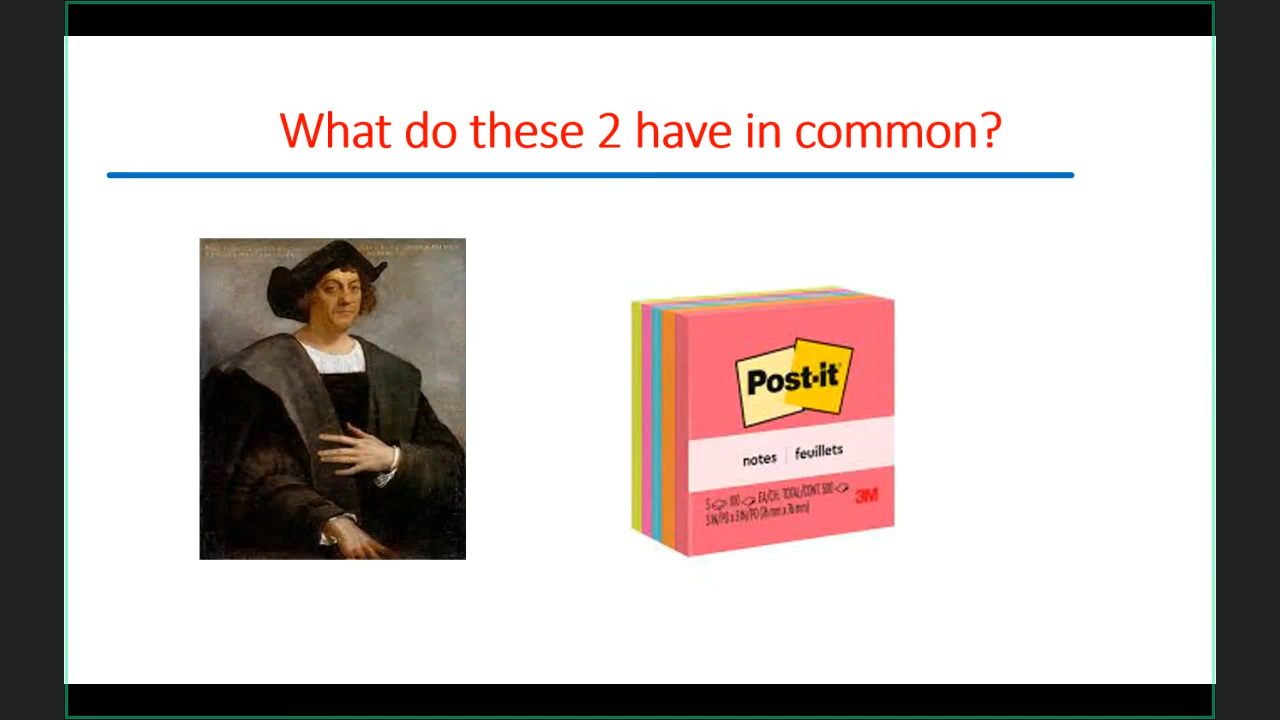 What do these 2 have in common?
Post-it
notes | feuillets
3M